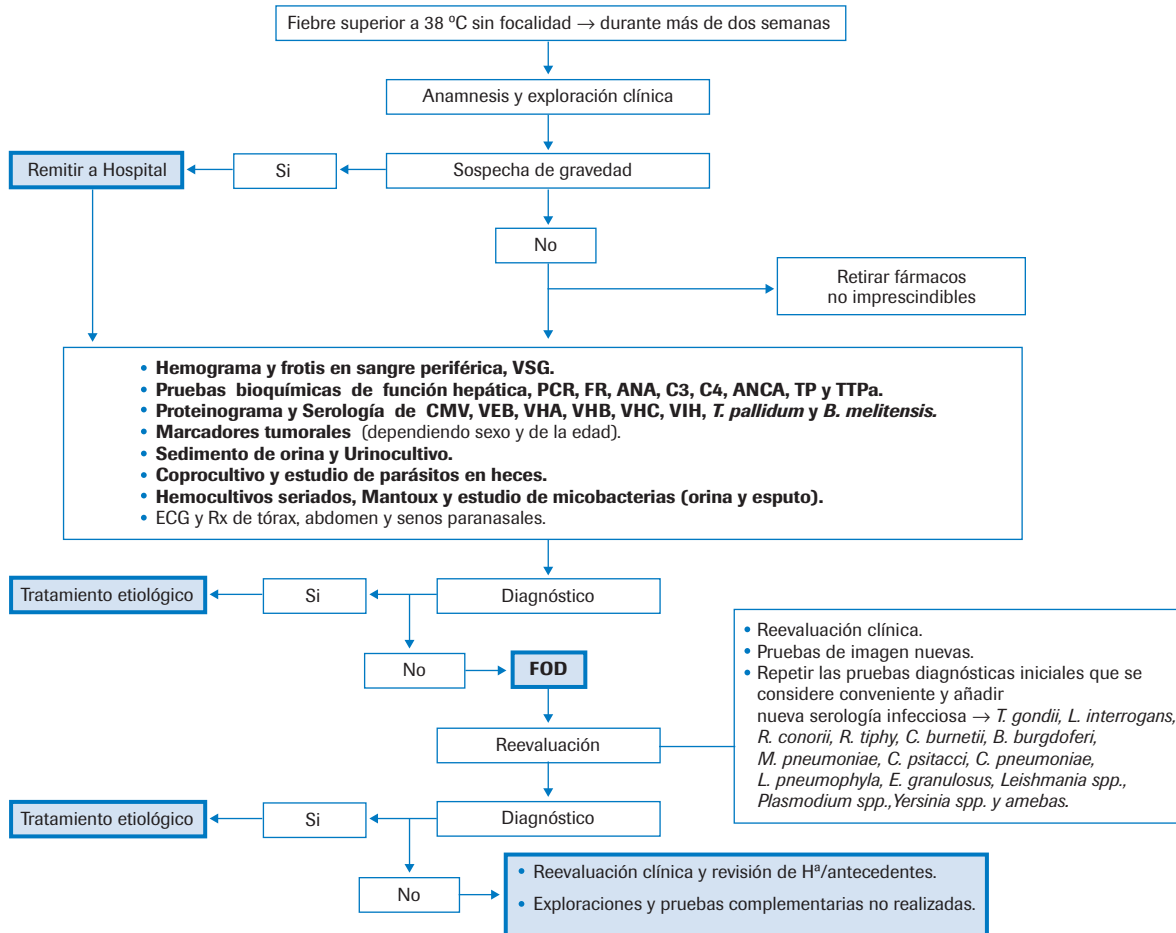 Fiebre superior a 38 ºC sin focalidad → durante más de dos semanas
Anamnesis y exploración clínica
Remitir a Hospital
Si
Sospecha de gravedad
No
Retirar fármacos
no imprescindibles
• Hemograma y frotis en sangre periférica, VSG.
• Pruebas bioquímicas de función hepática, PCR, FR, ANA, C3, C4, ANCA, TP y TTPa.
• Proteinograma y Serología de CMV, VEB, VHA, VHB, VHC, VIH, T. pallidum y B. melitensis.
• Marcadores tumorales (dependiendo sexo y de la edad).
• Sedimento de orina y Urinocultivo.
• Coprocultivo y estudio de parásitos en heces.
• Hemocultivos seriados, Mantoux y estudio de micobacterias (orina y esputo).
• ECG y Rx de tórax, abdomen y senos paranasales.
Tratamiento etiológico
Si
Diagnóstico
No
FOD
Reevaluación
• Reevaluación clínica.
• Pruebas de imagen nuevas.
• Repetir las pruebas diagnósticas iniciales que se
considere conveniente y añadir
nueva serología infecciosa → T. gondii, L. interrogans,
R. conorii, R. tiphy, C. burnetii, B. burgdoferi,
M. pneumoniae, C. psitacci, C. pneumoniae,
L. pneumophyla, E. granulosus, Leishmania spp.,
Plasmodium spp.,Yersinia spp. y amebas.
Tratamiento etiológico
Si
Diagnóstico
No
• Reevaluación clínica y revisión de Hª/antecedentes.
• Exploraciones y pruebas complementarias no realizadas.